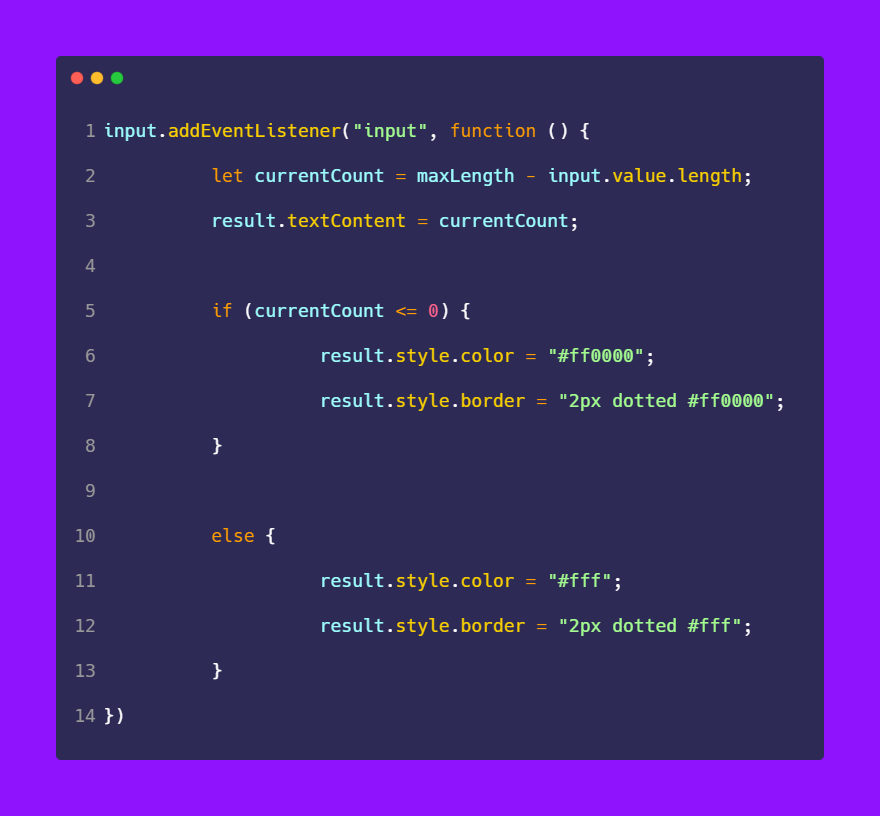 1 input.addEventListener("input", function () {
2 let currentCount = maxLength - input.value.length;
3 result.textContent = currentCount;
4
5 if (currentCount <= 0) {
6 result.style.color = "#ff0000";
7 result.style.border = "2px dotted #ff0000";
8 }
9
10 else {
11 result.style.color = "#fff";
12 result.style.border = "2px dotted #fff";
13 }
14 })